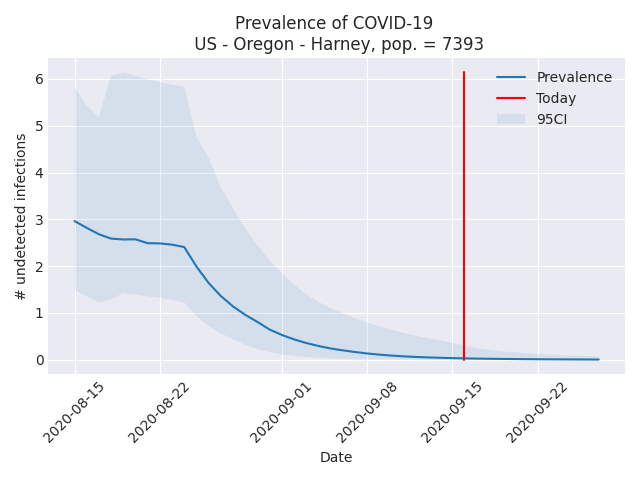 Prevalence of COVID-19
US - Oregon - Harney, pop. = 7393
Prevalence
Today
95CI
# undetected infections
6
5
4
3
2
1
0
2020-08-15
2020-08-22
2020-09-01
2020-09-08
2020-09-15
2020-09-22
Date